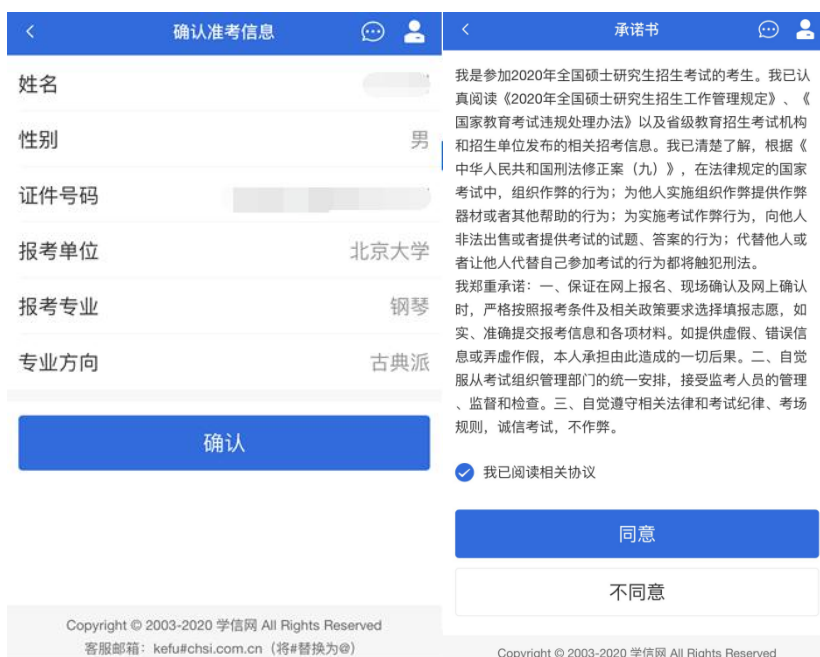 确认准考信息
姓名
性别 男
证件号码
报考单位 北京大学
报考专业 钢琴
专业方向 古典派
确认
Copyright © 2003-2020 学信网 All Rights Reserved
客服邮箱：kefu#chsi.com.cn（将#替换为@）
承诺书
我是参加2020年全国硕士研究生招生考试的考生。我已认
真阅读《2020年全国硕士研究生招生工作管理规定》、《
国家教育考试违规处理办法》以及省级教育招生考试机构
和招生单位发布的相关招考信息。我已清楚了解，根据《
中华人民共和国刑法修正案（九）》，在法律规定的国家
考试中，组织作弊的行为；为他人实施组织作弊提供作弊
器材或者其他帮助的行为；为实施考试作弊行为，向他人
非法出售或者提供考试的试题、答案的行为；代替他人或
者让他人代替自己参加考试的行为都将触犯刑法。
我郑重承诺：一、保证在网上报名、现场确认及网上确认
时，严格按照报考条件及相关政策要求选择填报志愿，如
实、准确提交报考信息和各项材料。如提供虚假、错误信
息或弄虚作假，本人承担由此造成的一切后果。二、自觉
服从考试组织管理部门的统一安排，接受监考人员的管理
、监督和检查。三、自觉遵守相关法律和考试纪律、考场
规则，诚信考试，不作弊。
我已阅读相关协议
同意
不同意
Copyright © 2003-2020 学信网 All Rights Reserved